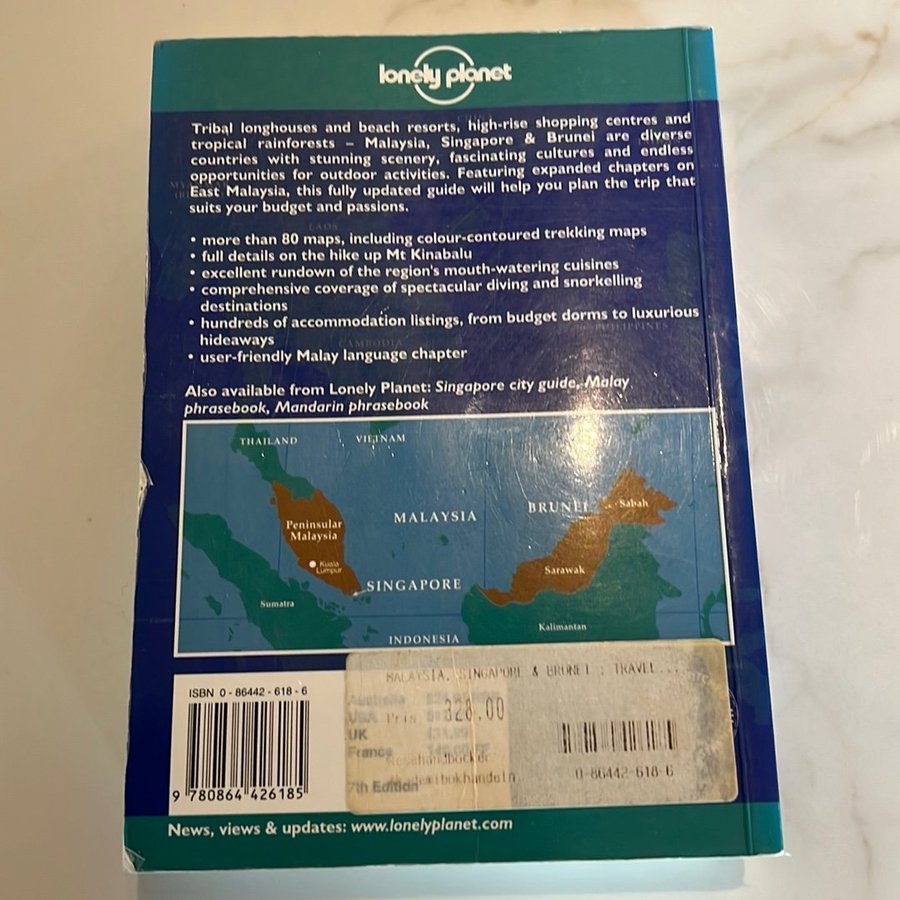 lonely planet
Tribal longhouses and beach resorts, high-rise shopping centres and
tropical rainforests – Malaysia, Singapore & Brunei are diverse
countries with stunning scenery, fascinating cultures and endless
opportunities for outdoor activities. Featuring expanded chapters on
East Malaysia, this fully updated guide will help you plan the trip that
suits your budget and passions.
• more than 80 maps, including colour-contoured trekking maps
• full details on the hike up Mt Kinabalu
• excellent rundown of the region's mouth-watering cuisines
• comprehensive coverage of spectacular diving and snorkelling
destinations
• hundreds of accommodation listings, from budget dorms to luxurious
hideaways
• user-friendly Malay language chapter
CAMBODIA
PHILIPPINES
LAOS
Also available from Lonely Planet: Singapore city guide, Malay
phrasebook, Mandarin phrasebook
THAILAND VIETNAM
MALAYSIA BRUNEI Sabah
Peninsular
Malaysia
Kuala
Lumpur
SINGAPORE Sarawak
Sumatra
Kalimantan
INDONESIA
ISBN 0 - 86442 - 618 - 6
9 780864 426185
MALAYSIA, SINGAPORE & BRUNEI : TRAVEL...
Australia
USA Pris 328.00
UK
France
7th Edition
0-86442-618-6
News, views & updates: www.lonelyplanet.com